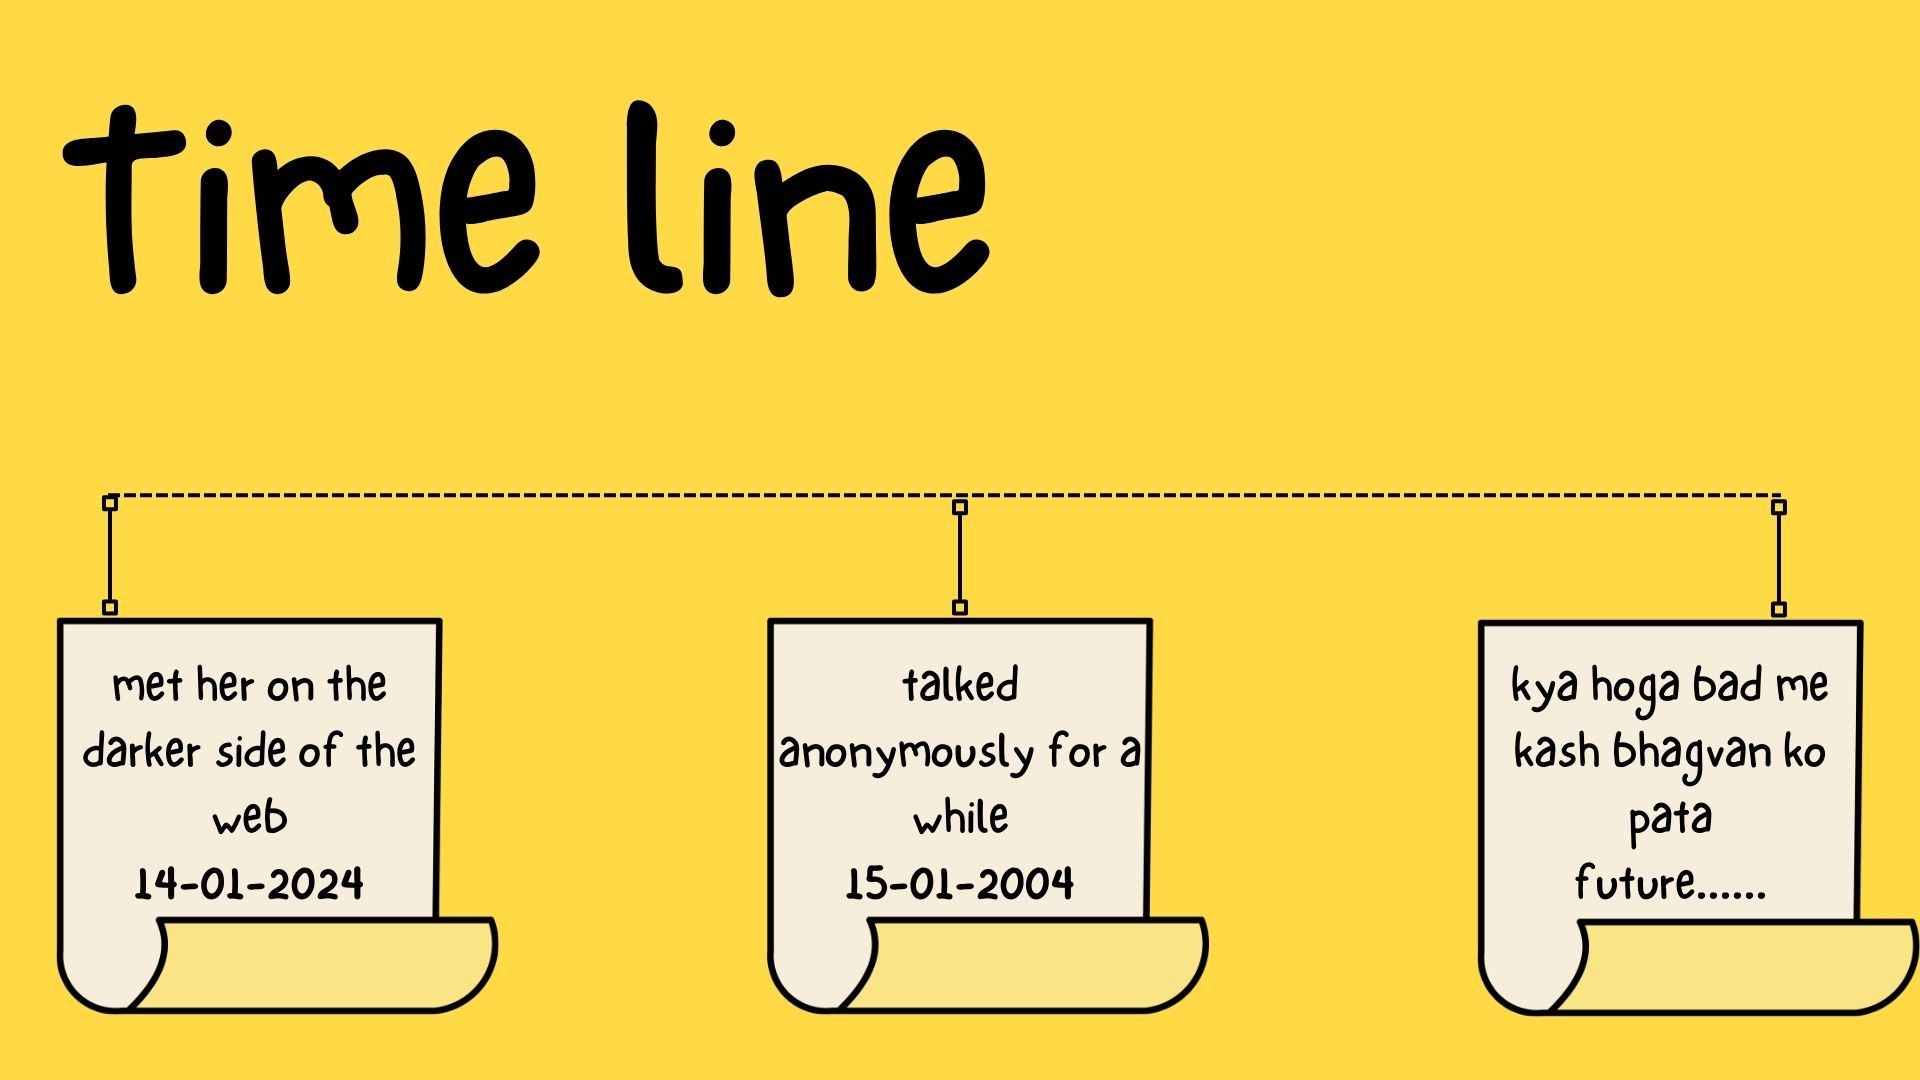 time line
met her on the
darker side of the
web
14-01-2024
talked
anonymously for a
while
15-01-2004
kya hoga bad me
kash bhagvan ko
pata
future......